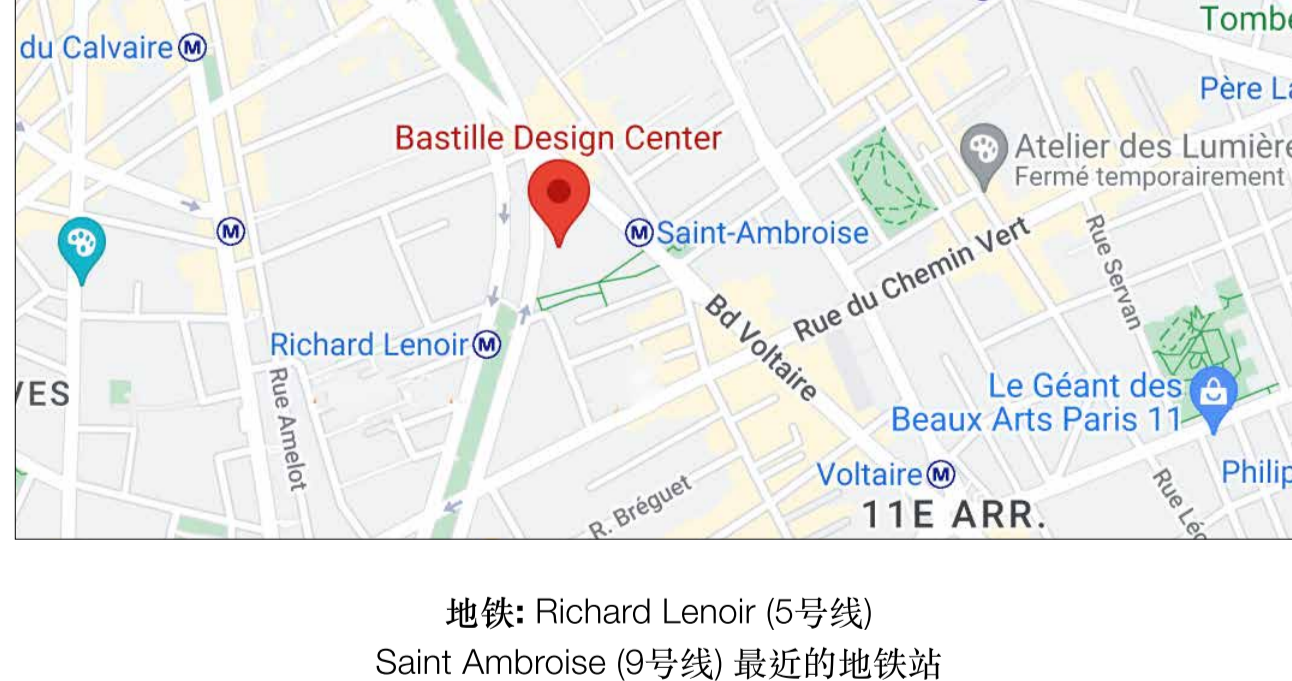 Tombe
du Calvaire M
Père La
Bastille Design Center
Atelier des Lumière
Fermé temporairement
M
M Saint-Ambroise
Rue du Chemin Vert
Rue Servan
Bd Voltaire
Richard Lenoir M
Rue Amelot
VES
Le Géant des
Beaux Arts Paris 11
Voltaire M
Philip
R. Bréguet
11E ARR.
Rue Léo
地铁: Richard Lenoir (5号线)
Saint Ambroise (9号线) 最近的地铁站